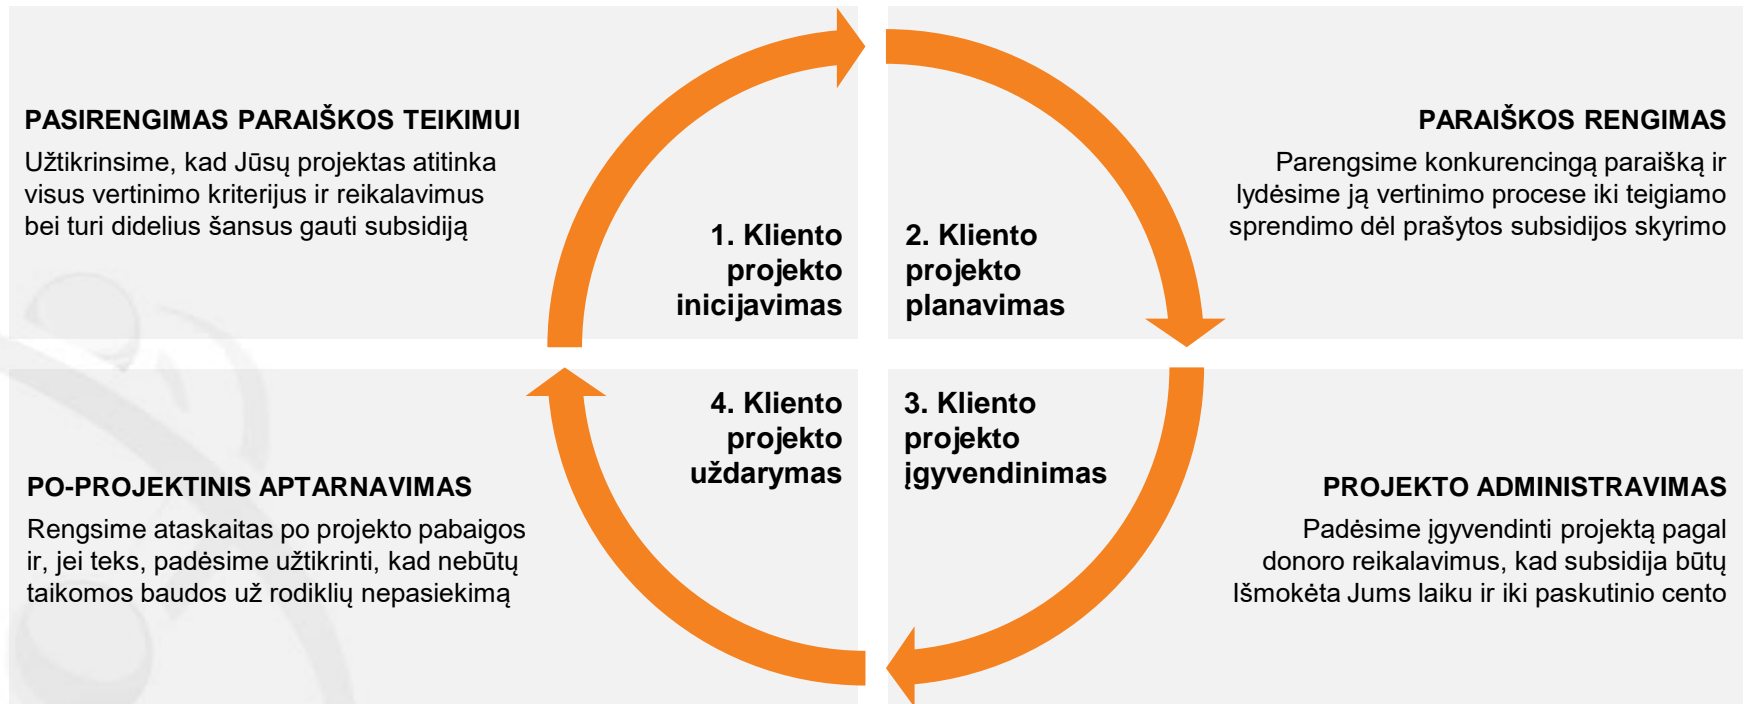 PASIRENGIMAS PARAIŠKOS TEIKIMUI
Užtikrinsime, kad Jūsų projektas atitinka
visus vertinimo kriterijus ir reikalavimus
bei turi didelius šansus gauti subsidiją
1. Kliento
projekto
inicijavimas
2. Kliento
projekto
planavimas
PARAIŠKOS RENGIMAS
Parengsime konkurencingą paraišką ir
lydėsime ją vertinimo procese iki teigiamo
sprendimo dėl prašytos subsidijos skyrimo
4. Kliento
projekto
uždarymas
3. Kliento
projekto
įgyvendinimas
PO-PROJEKTINIS APTARNAVIMAS
Rengsime ataskaitas po projekto pabaigos
ir, jei teks, padėsime užtikrinti, kad nebūtų
taikomos baudos už rodiklių nepasiekimą
PROJEKTO ADMINISTRAVIMAS
Padėsime įgyvendinti projektą pagal
donoro reikalavimus, kad subsidija būtų
Išmokėta Jums laiku ir iki paskutinio cento